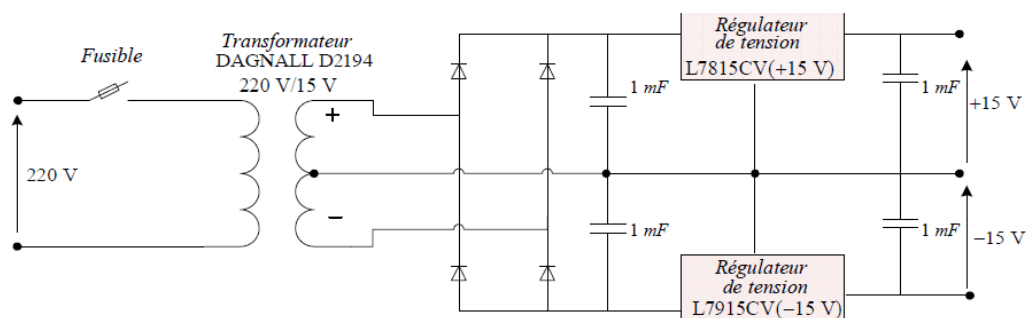 Fusible
Transformateur
DAGNALL D2194
220 V/15 V
+
−
220 V
Régulateur
de tension
L7815CV(+15 V)
1 mF
1 mF
+15 V
1 mF
1 mF
−15 V
Régulateur
de tension
L7915CV(−15 V)